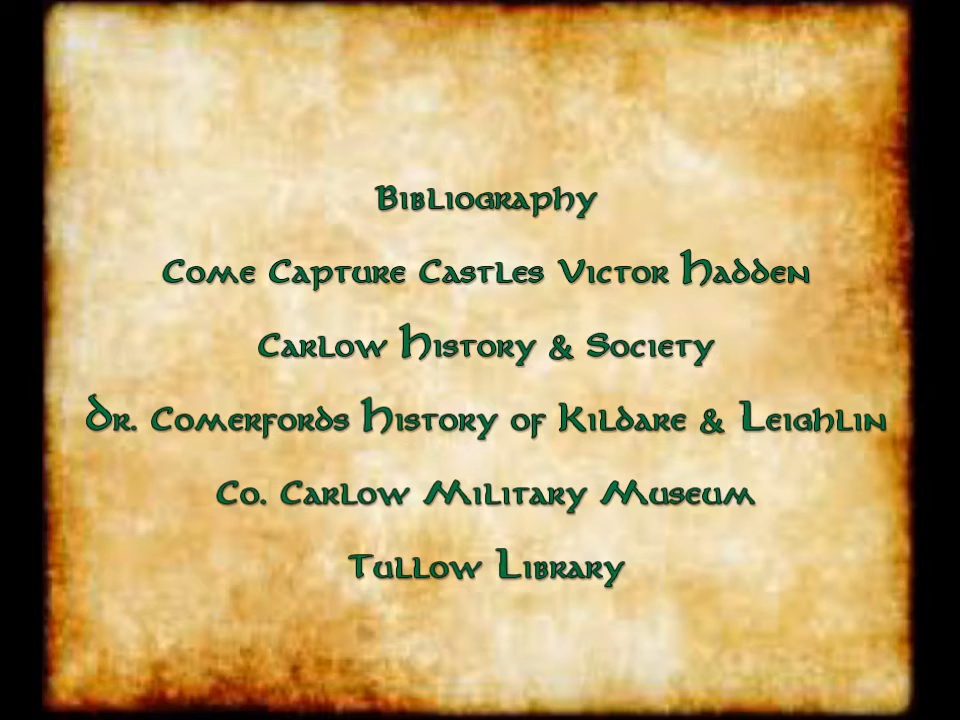 Bibliography
Come Capture Castles Victor Hadden
Carlow History & Society
Dr. Comerfords History of Kildare & Leighlin
Co. Carlow Military Museum
Tullow Library